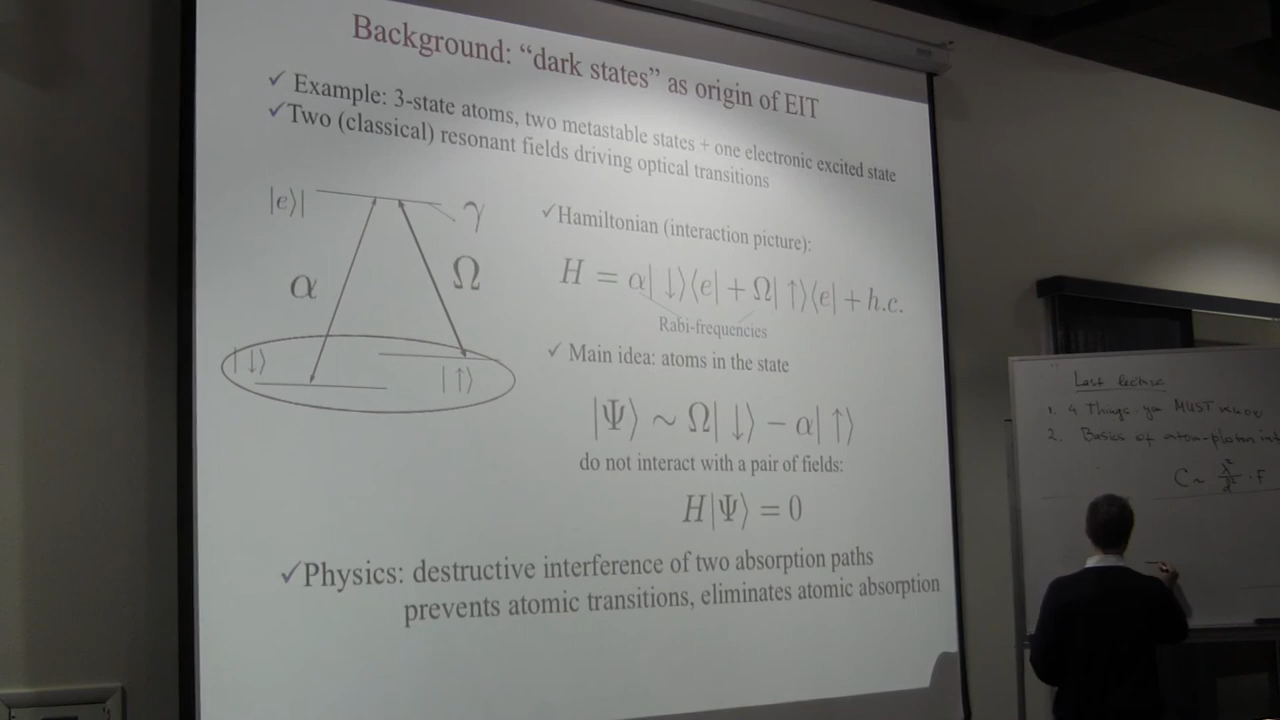 Background: “dark states” as origin of EIT
✓ Example: 3-state atoms, two metastable states + one electronic excited state
✓ Two (classical) resonant fields driving optical transitions
|e⟩|
γ
α
Ω
|↓⟩
|↑⟩
✓ Hamiltonian (interaction picture):
H = α|↓⟩⟨e| + Ω|↑⟩⟨e| + h.c.
Rabi-frequencies
✓ Main idea: atoms in the state
|Ψ⟩ ~ Ω|↓⟩ − α|↑⟩
do not interact with a pair of fields:
H|Ψ⟩ = 0
✓ Physics: destructive interference of two absorption paths
prevents atomic transitions, eliminates atomic absorption
Last lecture
1. 4 Things you MUST know
2. Basics of atom-photon int
C ~ λ²/d² · F